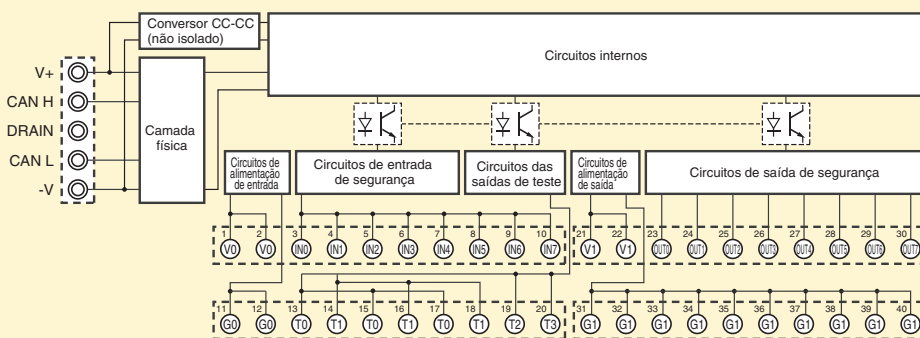 Conversor CC-CC
(não isolado)
Circuitos internos
V+
CAN H
DRAIN
CAN L
-V
Camada
física
Circuitos de
alimentação
de entrada
Circuitos de entrada
de segurança
Circuitos das
saídas de teste
Circuitos de
alimentação
de saída
Circuitos de saída de segurança
1 2 3 4 5 6 7 8 9 10
V0 V0 IN0 IN1 IN2 IN3 IN4 IN5 IN6 IN7
21 22 23 24 25 26 27 28 29 30
V1 V1 OUT0 OUT1 OUT2 OUT3 OUT4 OUT5 OUT6 OUT7
11 12 13 14 15 16 17 18 19 20
G0 G0 T0 T1 T0 T1 T0 T1 T2 T3
31 32 33 34 35 36 37 38 39 40
G1 G1 G1 G1 G1 G1 G1 G1 G1 G1